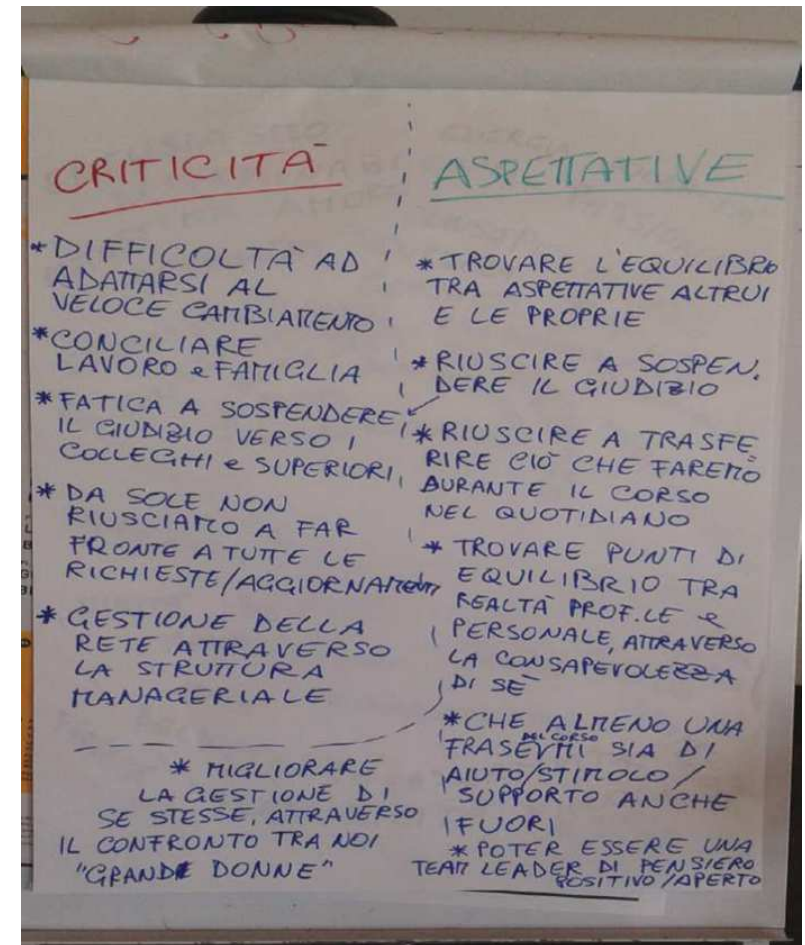 CRITICITÀ
*DIFFICOLTÀ AD
ADATTARSI AL
VELOCE CAMBIAMENTO
*CONCILIARE
LAVORO e FAMIGLIA
*FATICA A SOSPENDERE
IL GIUDIZIO VERSO I
COLLEGHI e SUPERIORI
* DA SOLE NON
RIUSCIAMO A FAR
FRONTE A TUTTE LE
RICHIESTE/AGGIORNAMENTI
* GESTIONE DELLA
RETE ATTRAVERSO
LA STRUTTURA
MANAGERIALE
ASPETTATIVE
* TROVARE L'EQUILIBRIO
TRA ASPETTATIVE ALTRUI
E LE PROPRIE
*RIUSCIRE A SOSPEN.
DERE IL GIUDIZIO
*RIUSCIRE A TRASFE
RIRE CIÒ CHE FAREMO
DURANTE IL CORSO
NEL QUOTIDIANO
* TROVARE PUNTI DI
EQUILIBRIO TRA
REALTÀ PROF.LE e
PERSONALE, ATTRAVERSO
LA CONSAPEVOLEZZA
DI SÈ
*CHE ALMENO UNA
FRASE DEL CORSO MI SIA DI
AIUTO/STIMOLO/
SUPPORTO ANCHE
FUORI
* POTER ESSERE UNA
TEAM LEADER DI PENSIERO
POSITIVO/APERTO
* MIGLIORARE
LA GESTIONE DI
SE STESSE, ATTRAVERSO
IL CONFRONTO TRA NOI
"GRANDI DONNE"